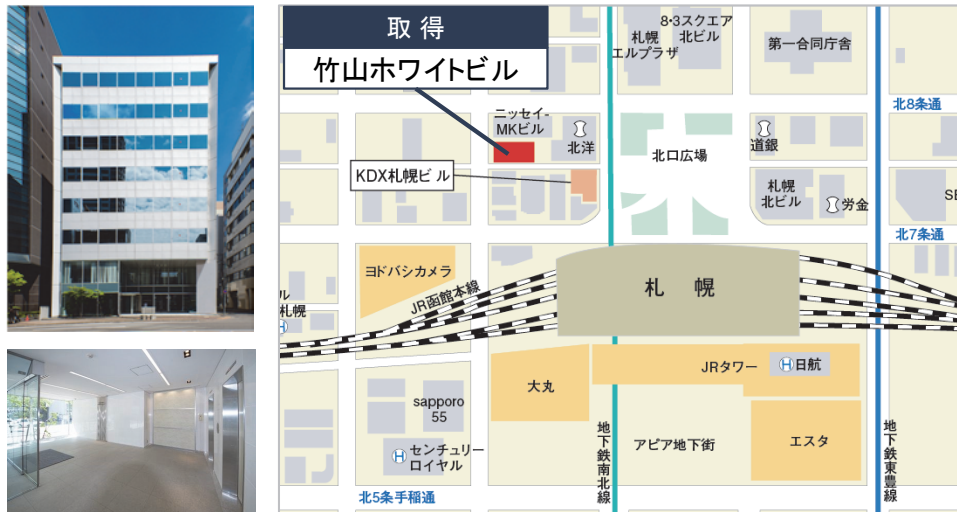 取得
竹山ホワイトビル
8・3スクエア
北ビル
札幌
エルプラザ
第一合同庁舎
北8条通
ニッセイ-
MKビル
北洋
北口広場
道銀
KDX札幌ビル
札幌
北ビル
労金
SE
北7条通
ヨドバシカメラ
JR函館本線
札幌
ル
札幌
H
JRタワー
H日航
大丸
sapporo
55
Hセンチュリー
ロイヤル
地下鉄南北線
アピア地下街
エスタ
地下鉄東豊線
北5条手稲通